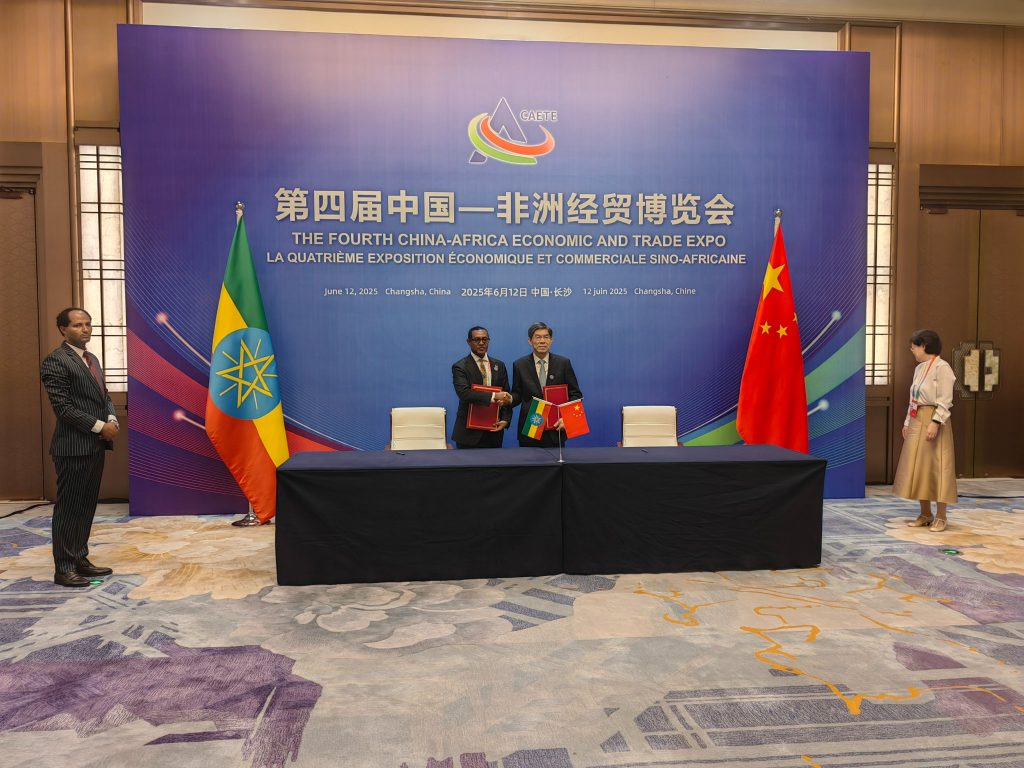 CAETE
第四届中国—非洲经贸博览会
THE FOURTH CHINA-AFRICA ECONOMIC AND TRADE EXPO
LA QUATRIÈME EXPOSITION ÉCONOMIQUE ET COMMERCIALE SINO-AFRICAINE
June 12, 2025 Changsha, China 2025年6月12日 中国·长沙 12 juin 2025 Changsha, Chine